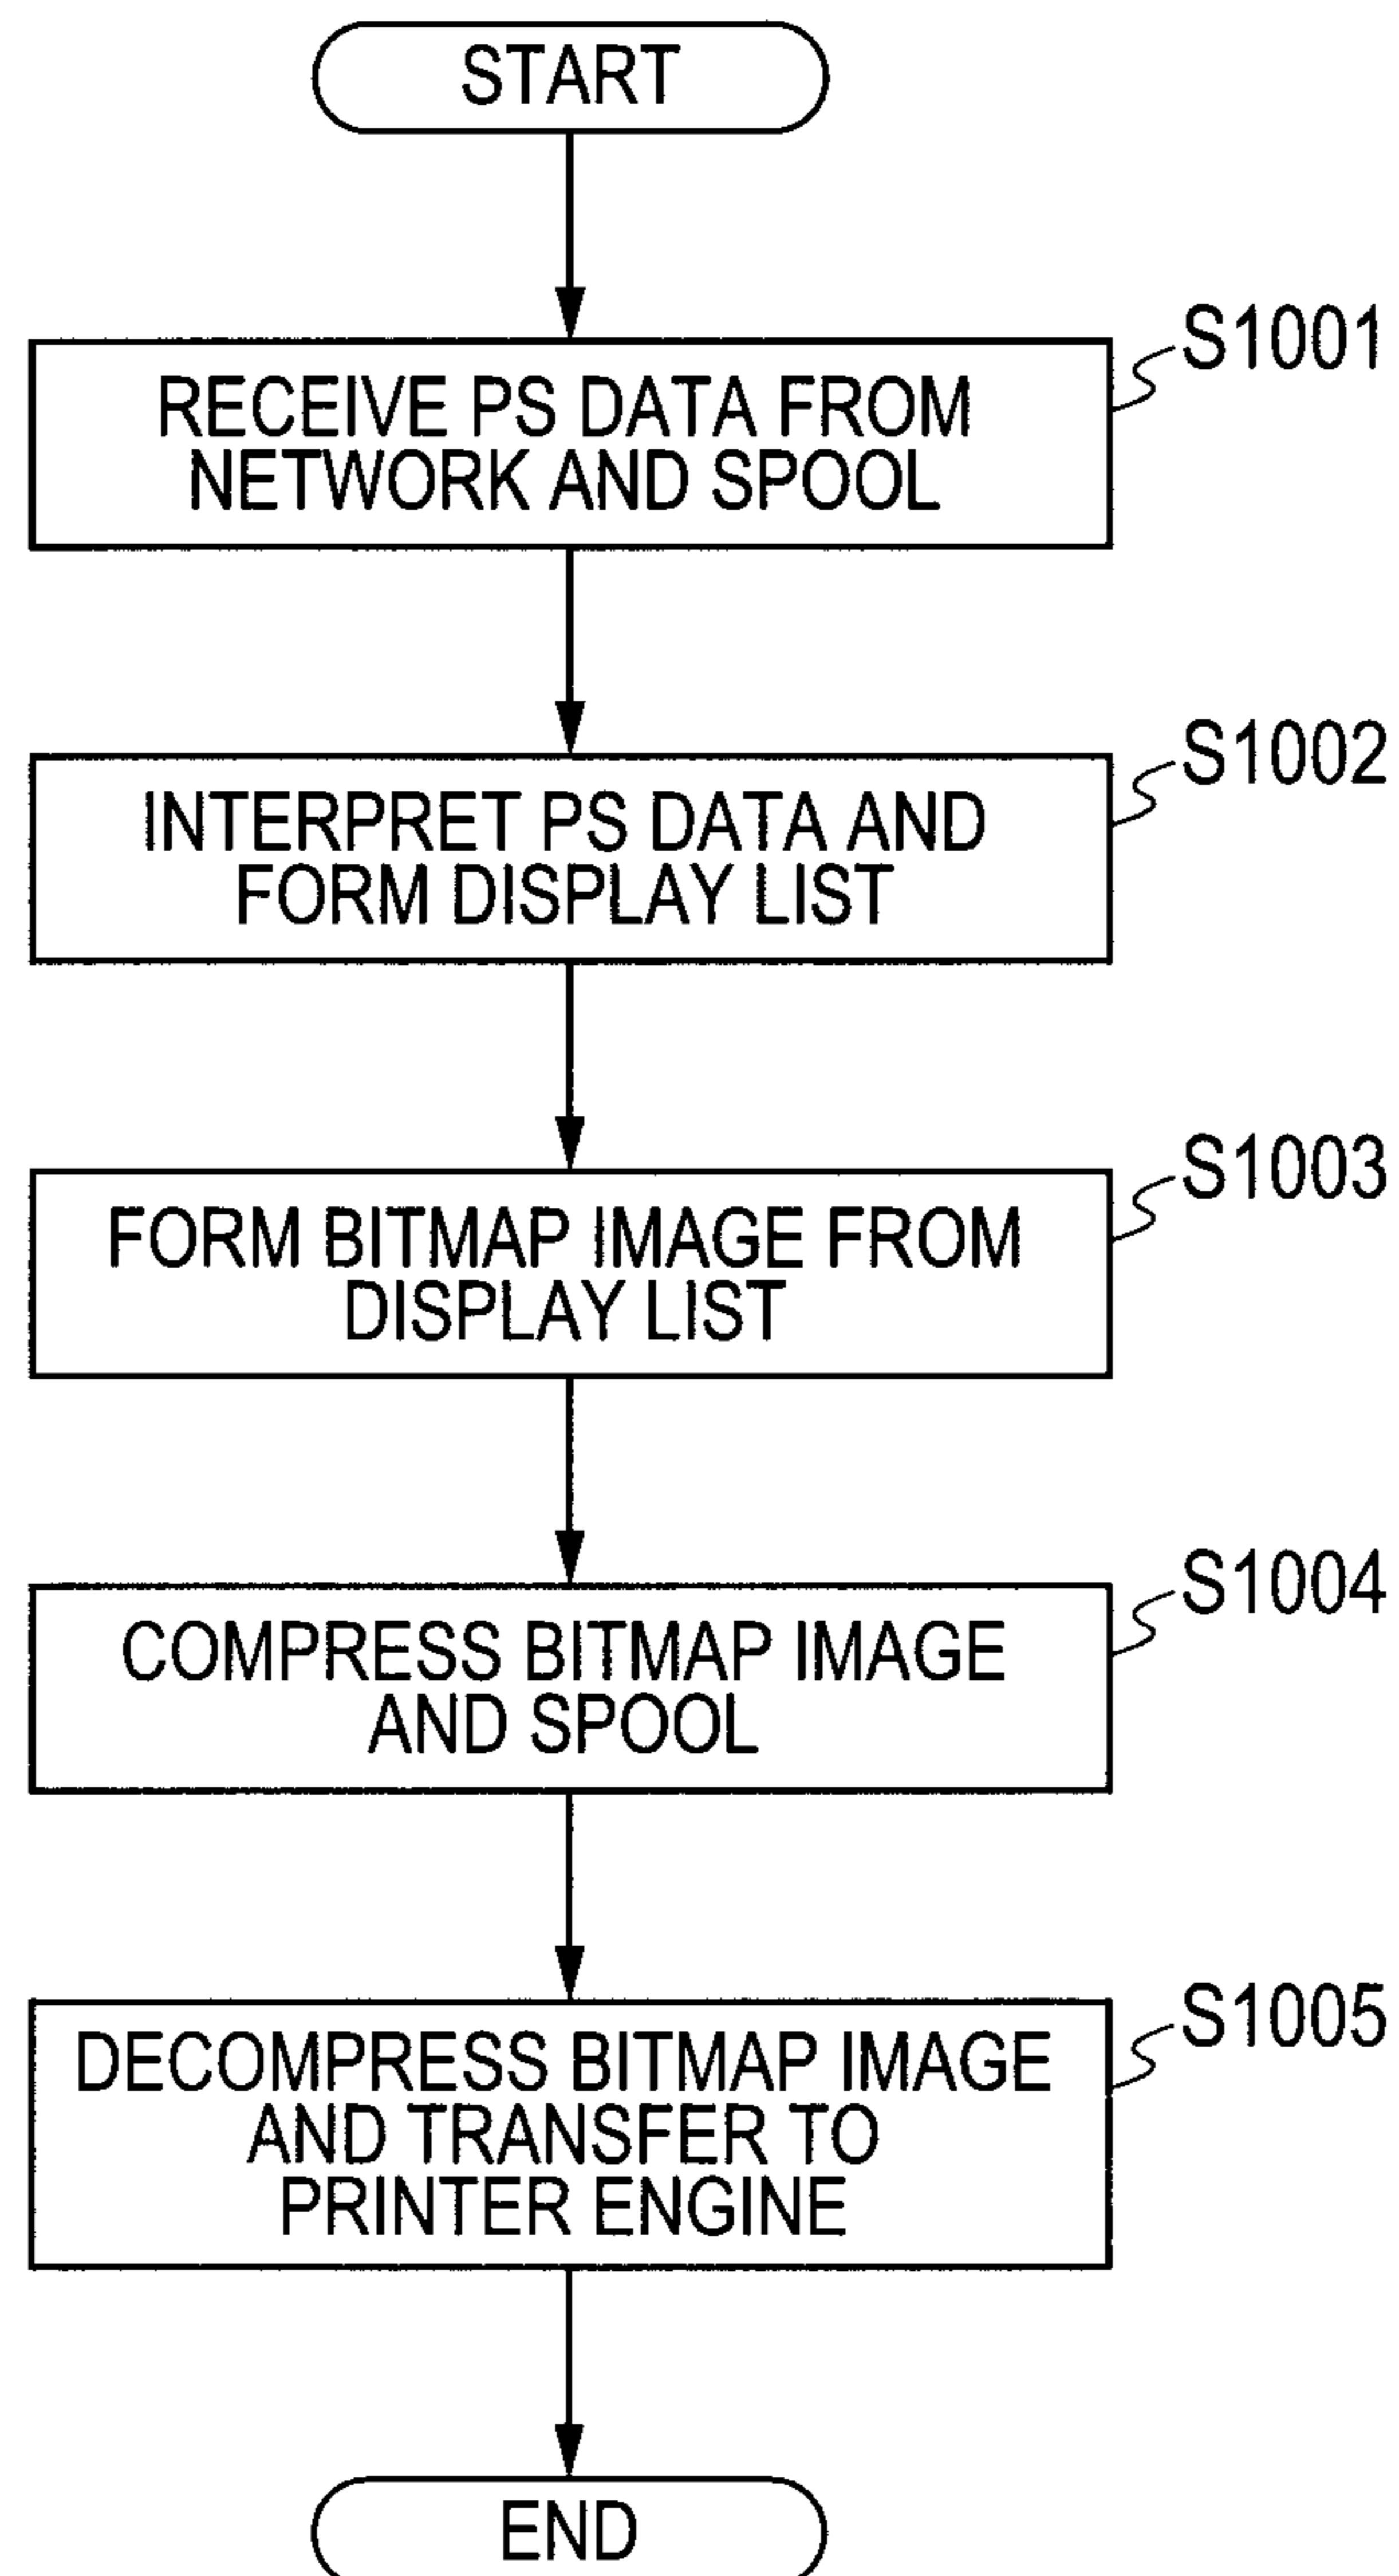 START
S1001
RECEIVE PS DATA FROM
NETWORK AND SPOOL
S1002
INTERPRET PS DATA AND
FORM DISPLAY LIST
S1003
FORM BITMAP IMAGE FROM
DISPLAY LIST
S1004
COMPRESS BITMAP IMAGE
AND SPOOL
S1005
DECOMPRESS BITMAP IMAGE
AND TRANSFER TO
PRINTER ENGINE
END